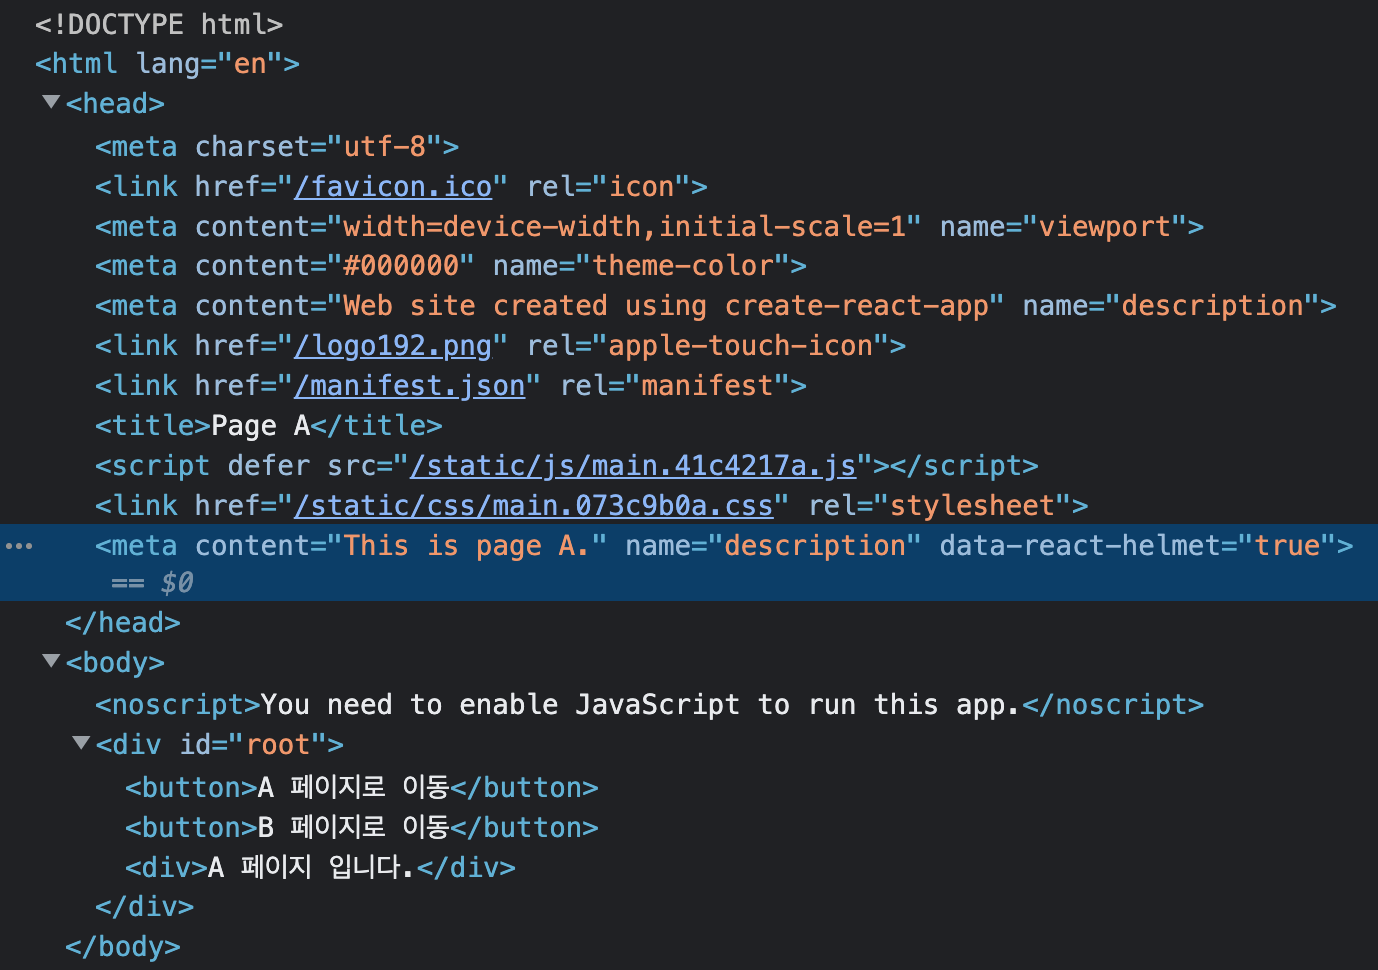 <!DOCTYPE html>
<html lang="en">
<head>
<meta charset="utf-8">
<link href="/favicon.ico" rel="icon">
<meta content="width=device-width,initial-scale=1" name="viewport">
<meta content="#000000" name="theme-color">
<meta content="Web site created using create-react-app" name="description">
<link href="/logo192.png" rel="apple-touch-icon">
<link href="/manifest.json" rel="manifest">
<title>Page A</title>
<script defer src="/static/js/main.41c4217a.js"></script>
<link href="/static/css/main.073c9b0a.css" rel="stylesheet">
<meta content="This is page A." name="description" data-react-helmet="true">
== $0
</head>
<body>
<noscript>You need to enable JavaScript to run this app.</noscript>
<div id="root">
<button>A 페이지로 이동</button>
<button>B 페이지로 이동</button>
<div>A 페이지 입니다.</div>
</div>
</body>